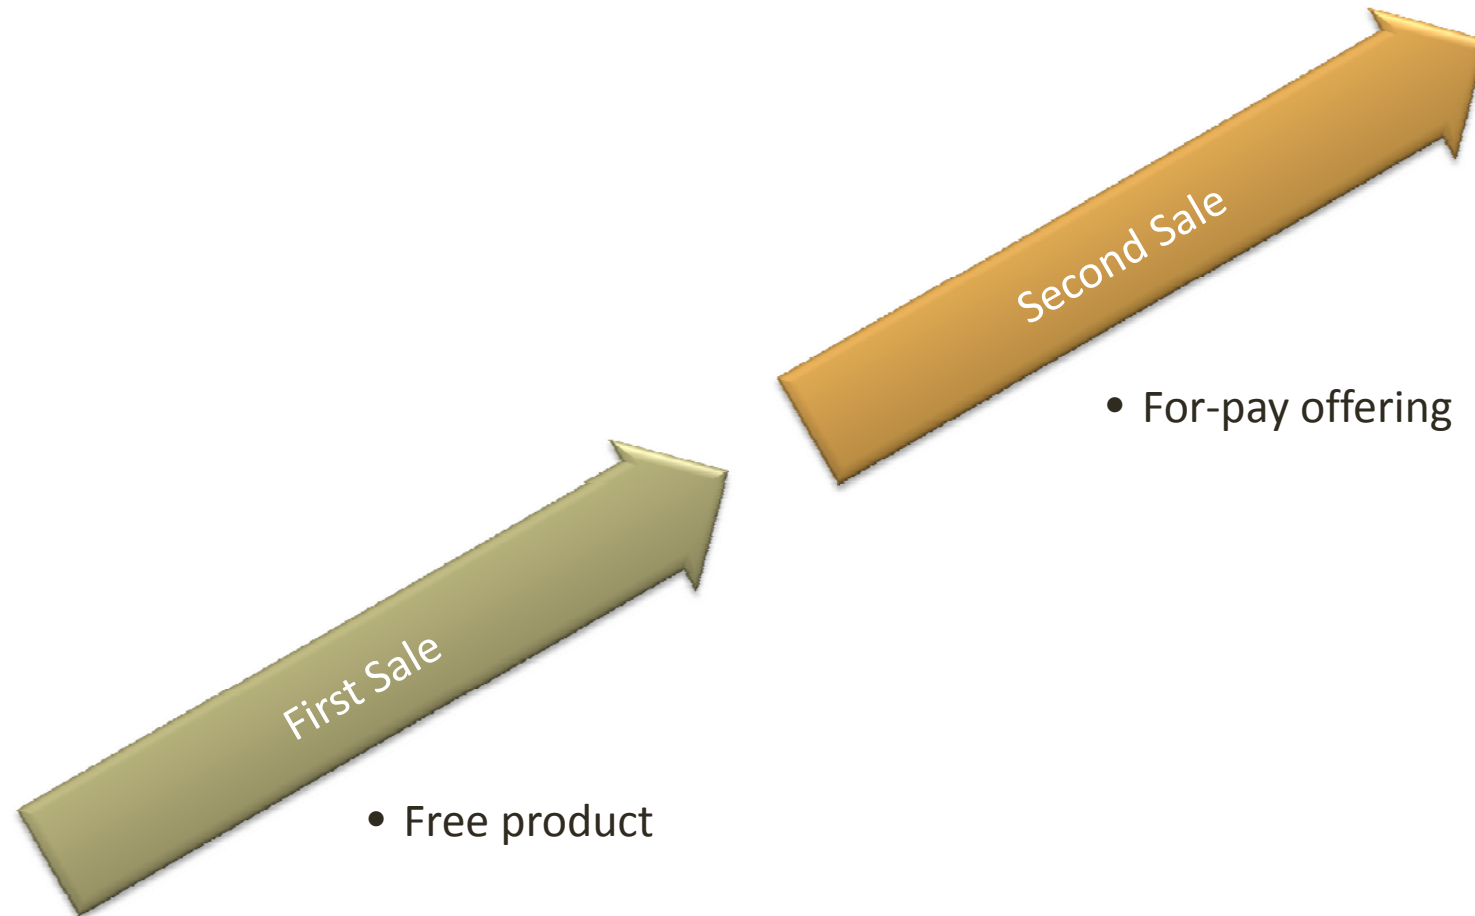 Second Sale
• For-pay offering
First Sale
• Free product